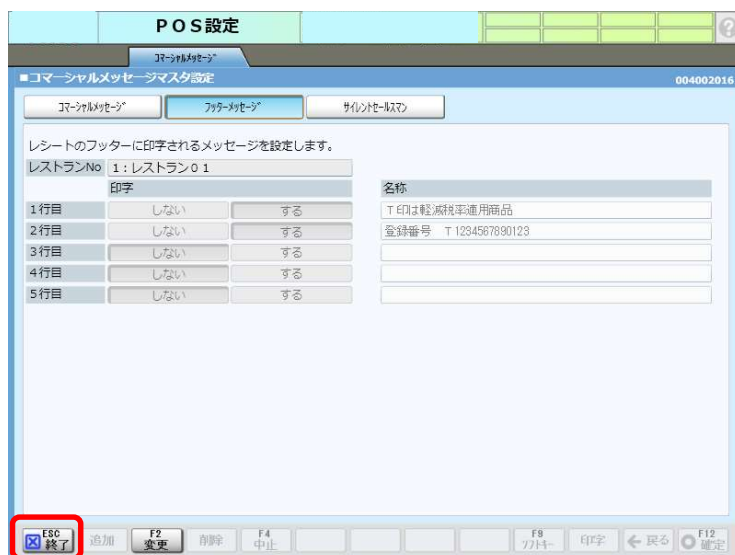 POS設定
コマーシャルメッセージ
■コマーシャルメッセージマスタ設定 004002016
コマーシャルメッセージ フッターメッセージ サイレントセールスマン
レシートのフッターに印字されるメッセージを設定します。
レストランNo 1:レストラン01
印字 名称
1行目 しない する T印は軽減税率適用商品
2行目 しない する 登録番号 T1234567890123
3行目 しない する
4行目 しない する
5行目 しない する
ESC 終了 追加 F2 変更 削除 F4 中止 F9 ソフトキー 印字 ←戻る F12 確定